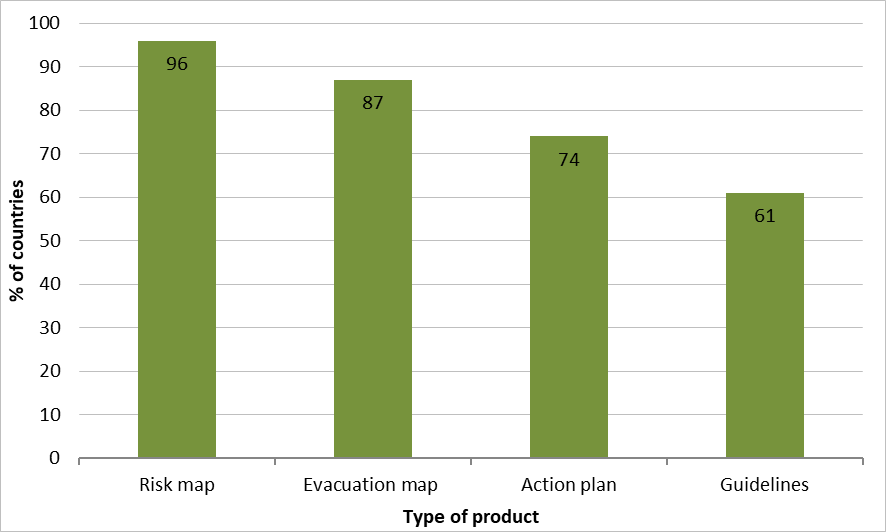 100
90
80
70
60
50
40
30
20
10
0
% of countries
96
87
74
61
Risk map
Evacuation map
Action plan
Guidelines
Type of product